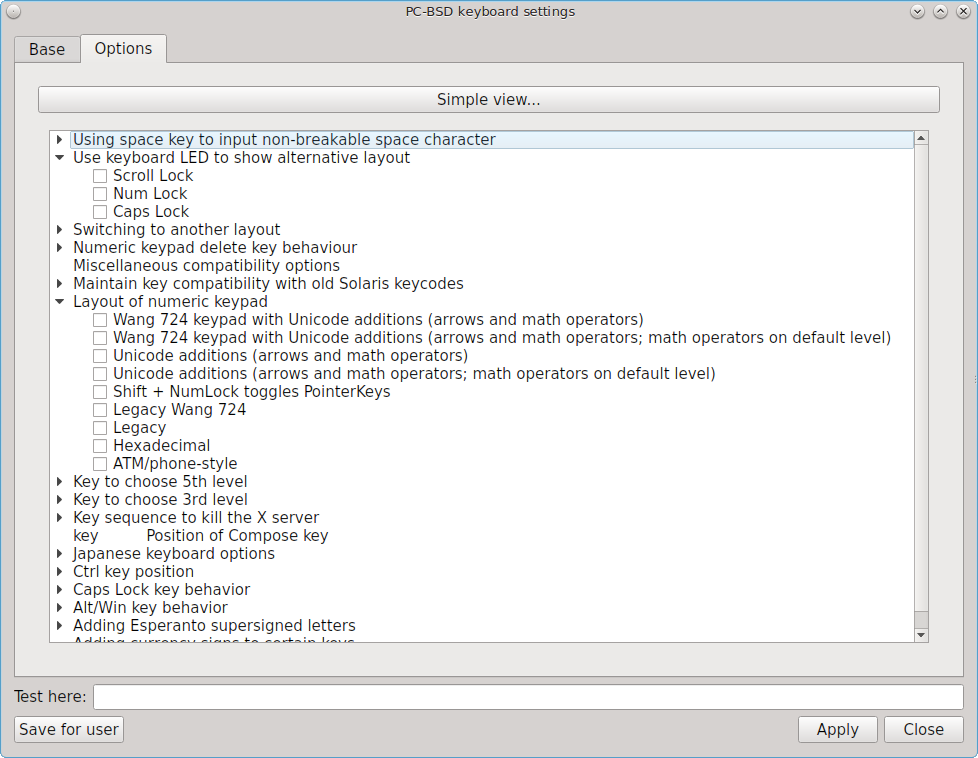 PC-BSD keyboard settings
Base Options
Simple view...
Using space key to input non-breakable space character
Use keyboard LED to show alternative layout
Scroll Lock
Num Lock
Caps Lock
Switching to another layout
Numeric keypad delete key behaviour
Miscellaneous compatibility options
Maintain key compatibility with old Solaris keycodes
Layout of numeric keypad
Wang 724 keypad with Unicode additions (arrows and math operators)
Wang 724 keypad with Unicode additions (arrows and math operators; math operators on default level)
Unicode additions (arrows and math operators)
Unicode additions (arrows and math operators; math operators on default level)
Shift + NumLock toggles PointerKeys
Legacy Wang 724
Legacy
Hexadecimal
ATM/phone-style
Key to choose 5th level
Key to choose 3rd level
Key sequence to kill the X server
key Position of Compose key
Japanese keyboard options
Ctrl key position
Caps Lock key behavior
Alt/Win key behavior
Adding Esperanto supersigned letters
Adding currency signs to certain keys
Test here:
Save for user Apply Close